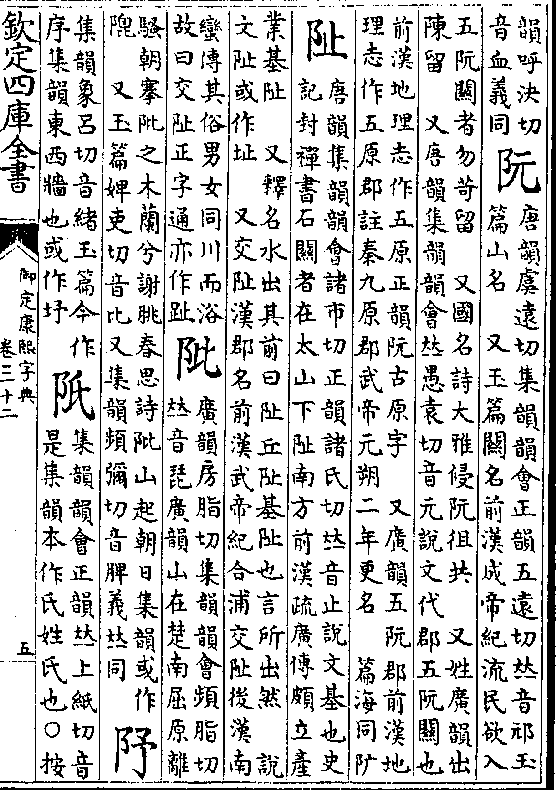 韻呼決切
音血義同
阮
唐韻虞遠切集韻韻會正韻五遠切𠀤音邧玉
篇山名　又玉篇關名前漢成帝紀流民欲入
五阮關者勿苛留　又國名詩大雅侵阮徂共　又姓廣韻出
陳留　又唐韻集韻韻會𠀤愚袁切音元說文代郡五阮關也
前漢地理志作五原正韻阮古原字　又廣韻五阮郡前漢地
理志作五原郡註秦九原郡武帝元朔二年更名　篇海同阝
阯
唐韻集韻韻會諸市切正韻諸氏切𠀤音止說文基也史
記封禪書石關者在太山下阯南方前漢疏廣傳頗立產
業基阯　又釋名水出其前曰阯丘阯基阯也言所出然　說
文阯或作址　又交阯漢郡名前漢武帝紀合浦交阯後漢南
蠻傳其俗男女同川而浴
故曰交阯正字通亦作趾
阰
廣韻房脂切集韻韻會頻脂切
𠀤音琵廣韻山在楚南屈原離
騷朝搴阰之木蘭兮謝朓春思詩阰山起朝日集韻或作
𨻼　又玉篇婢吏切音比又集韻頻彌切音脾義𠀤同
阥
集韻象呂切音緒玉篇今作
序集韻東西牆也或作垀
阺
集韻韻會正韻𠀤上紙切音
是集韻本作氏姓氏也○按
欽定四庫全書
御定康熙字典
卷三十二
五